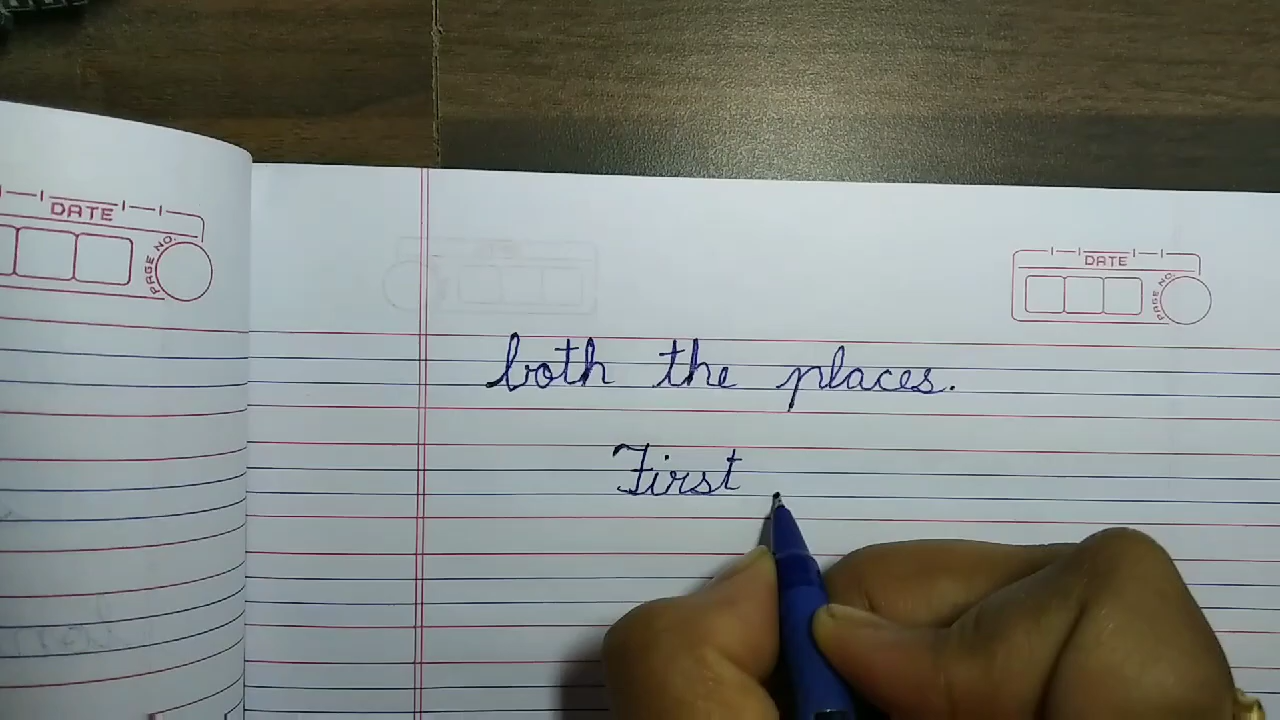 DATE
PAGE NO.
DATE
PAGE NO.
both the places.
First